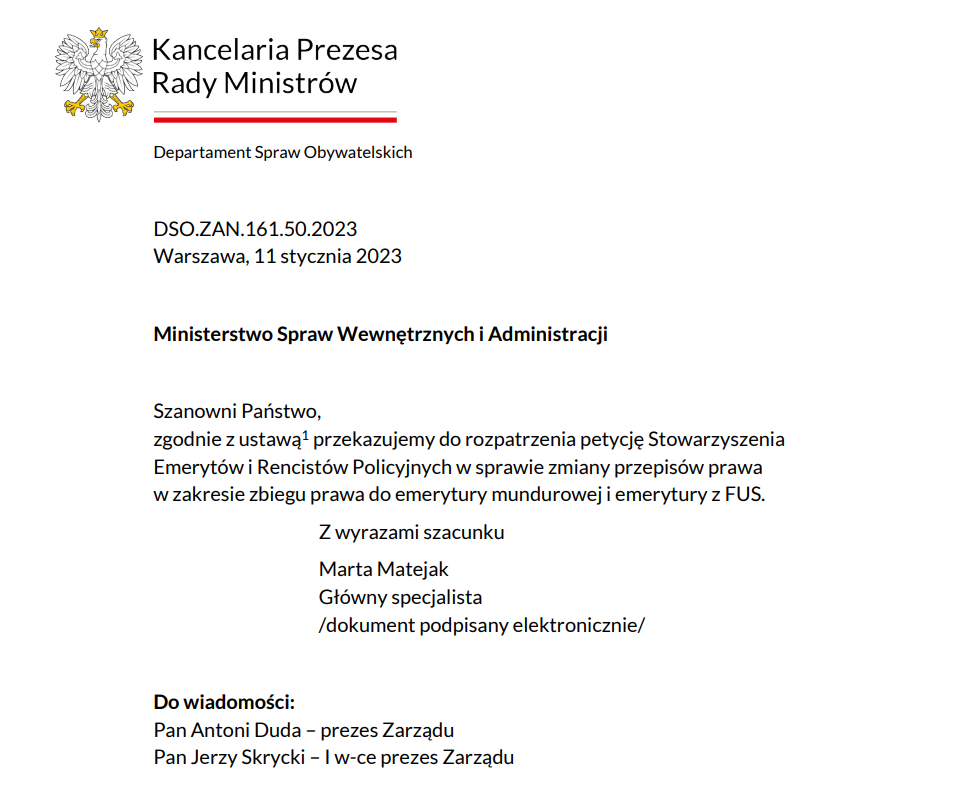 Kancelaria Prezesa
Rady Ministrów
Departament Spraw Obywatelskich
DSO.ZAN.161.50.2023
Warszawa, 11 stycznia 2023
Ministerstwo Spraw Wewnętrznych i Administracji
Szanowni Państwo,
zgodnie z ustawą¹ przekazujemy do rozpatrzenia petycję Stowarzyszenia
Emerytów i Rencistów Policyjnych w sprawie zmiany przepisów prawa
w zakresie zbiegu prawa do emerytury mundurowej i emerytury z FUS.
Z wyrazami szacunku
Marta Matejak
Główny specjalista
/dokument podpisany elektronicznie/
Do wiadomości:
Pan Antoni Duda – prezes Zarządu
Pan Jerzy Skrycki – I w-ce prezes Zarządu